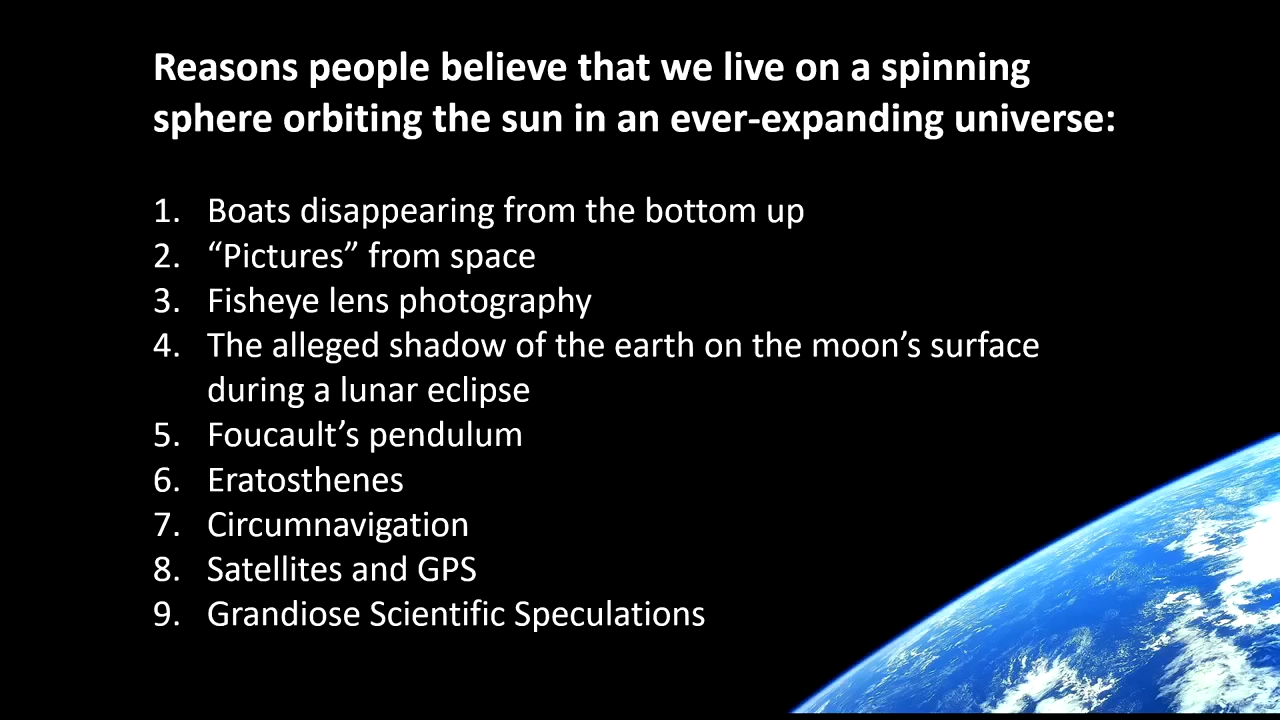 Reasons people believe that we live on a spinning
sphere orbiting the sun in an ever-expanding universe:
1. Boats disappearing from the bottom up
2. “Pictures” from space
3. Fisheye lens photography
4. The alleged shadow of the earth on the moon’s surface
during a lunar eclipse
5. Foucault’s pendulum
6. Eratosthenes
7. Circumnavigation
8. Satellites and GPS
9. Grandiose Scientific Speculations